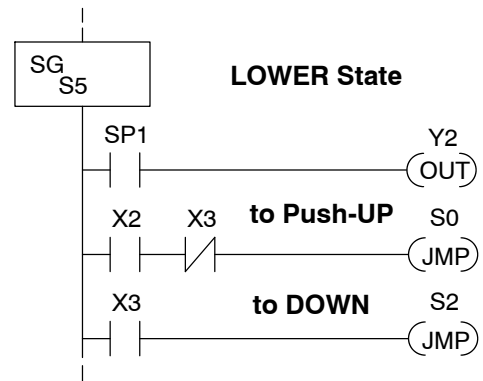 SG
S5
LOWER State
SP1
Y2
OUT
X2
X3
to Push-UP
S0
JMP
X3
to DOWN
S2
JMP